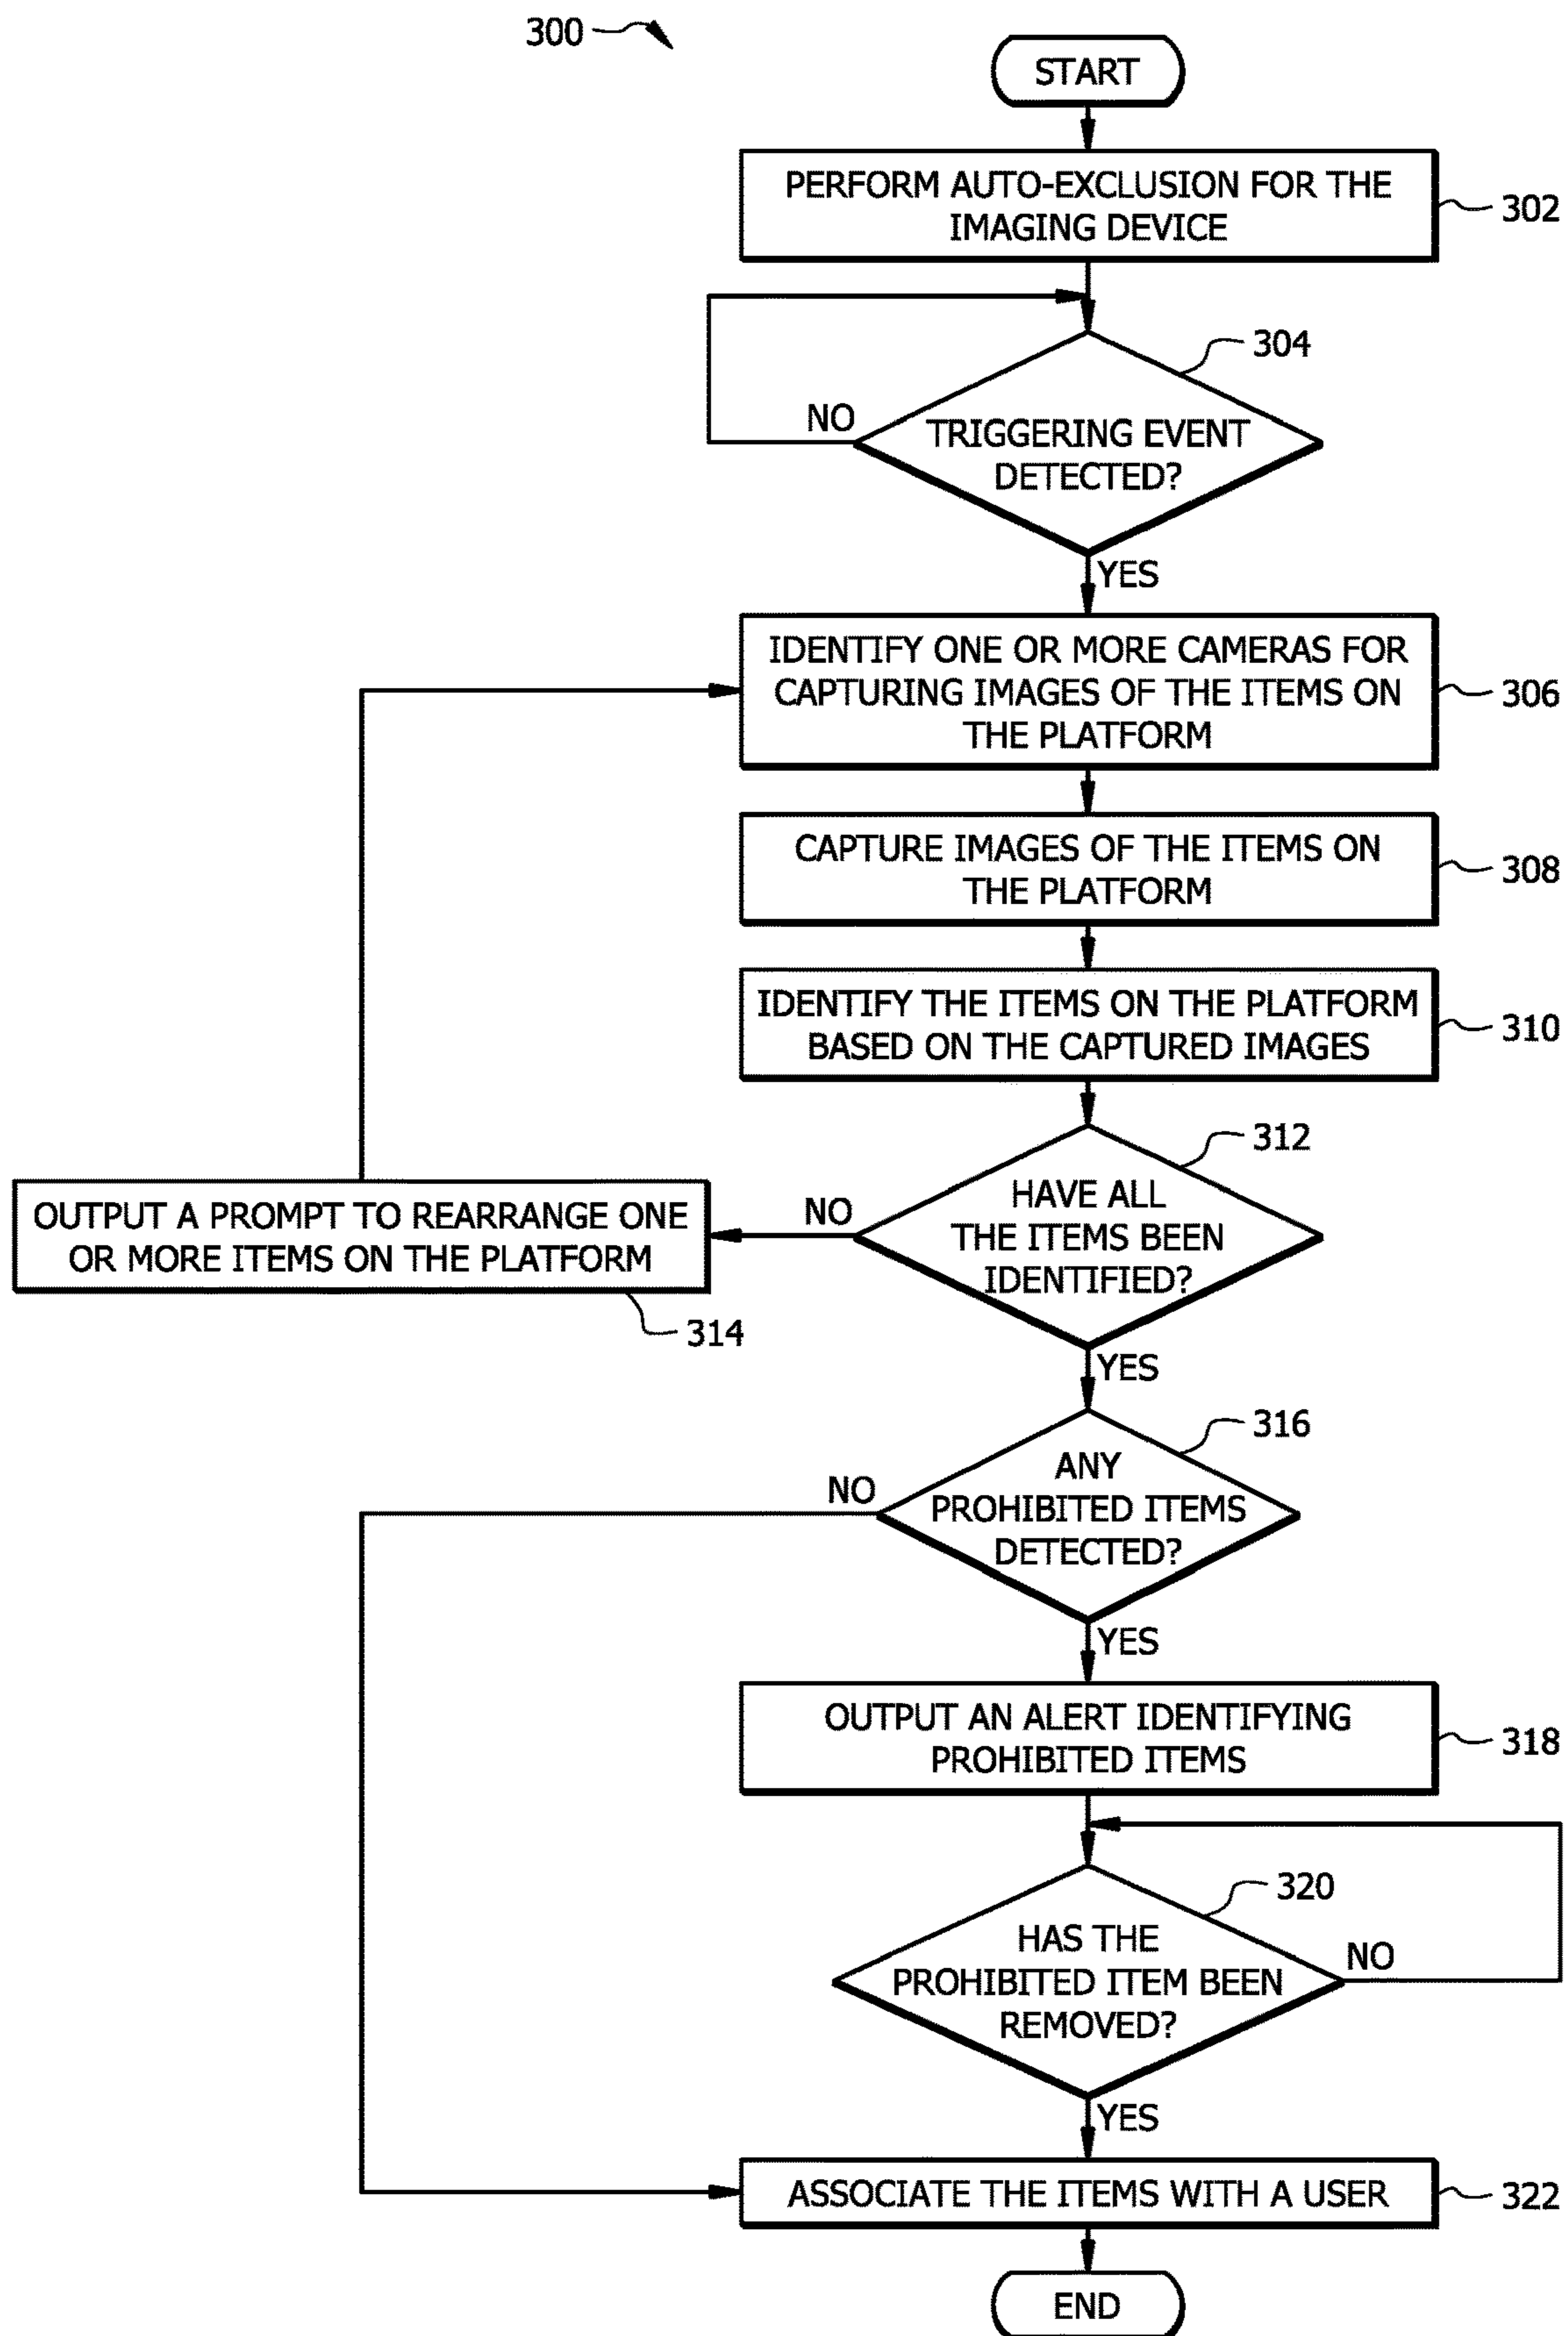 300
START
PERFORM AUTO-EXCLUSION FOR THE
IMAGING DEVICE
302
304
NO
TRIGGERING EVENT
DETECTED?
YES
IDENTIFY ONE OR MORE CAMERAS FOR
CAPTURING IMAGES OF THE ITEMS ON
THE PLATFORM
306
CAPTURE IMAGES OF THE ITEMS ON
THE PLATFORM
308
IDENTIFY THE ITEMS ON THE PLATFORM
BASED ON THE CAPTURED IMAGES
310
312
HAVE ALL
THE ITEMS BEEN
IDENTIFIED?
NO
OUTPUT A PROMPT TO REARRANGE ONE
OR MORE ITEMS ON THE PLATFORM
314
YES
316
ANY
PROHIBITED ITEMS
DETECTED?
NO
YES
OUTPUT AN ALERT IDENTIFYING
PROHIBITED ITEMS
318
320
HAS THE
PROHIBITED ITEM BEEN
REMOVED?
NO
YES
ASSOCIATE THE ITEMS WITH A USER
322
END